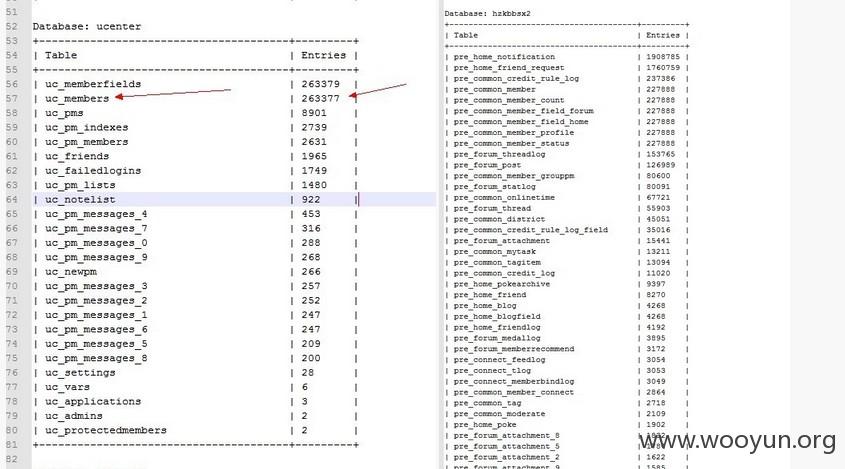 51
52 Database: ucenter
53 +----------------------------------------+---------+
54 | Table | Entries |
55 +----------------------------------------+---------+
56 | uc_memberfields | 263379 |
57 | uc_members | 263377 |
58 | uc_pms | 8901 |
59 | uc_pm_indexes | 2739 |
60 | uc_pm_members | 2631 |
61 | uc_friends | 1965 |
62 | uc_failedlogins | 1749 |
63 | uc_pm_lists | 1480 |
64 | uc_notelist | 922 |
65 | uc_pm_messages_4 | 453 |
66 | uc_pm_messages_7 | 316 |
67 | uc_pm_messages_0 | 288 |
68 | uc_pm_messages_9 | 268 |
69 | uc_newpm | 266 |
70 | uc_pm_messages_3 | 257 |
71 | uc_pm_messages_2 | 252 |
72 | uc_pm_messages_1 | 247 |
73 | uc_pm_messages_6 | 247 |
74 | uc_pm_messages_5 | 209 |
75 | uc_pm_messages_8 | 200 |
76 | uc_settings | 28 |
77 | uc_vars | 6 |
78 | uc_applications | 3 |
79 | uc_admins | 2 |
80 | uc_protectedmembers | 2 |
81 +----------------------------------------+---------+
82
Database: hzkbbsx2
+----------------------------------------+---------+
| Table | Entries |
+----------------------------------------+---------+
| pre_home_notification | 1908785 |
| pre_home_friend_request | 1760759 |
| pre_common_credit_rule_log | 237386 |
| pre_common_member | 227888 |
| pre_common_member_count | 227888 |
| pre_common_member_field_forum | 227888 |
| pre_common_member_field_home | 227888 |
| pre_common_member_profile | 227888 |
| pre_common_member_status | 227888 |
| pre_forum_threadlog | 153765 |
| pre_forum_post | 126989 |
| pre_common_member_grouppm | 80600 |
| pre_forum_statlog | 80091 |
| pre_common_onlinetime | 67721 |
| pre_forum_thread | 55903 |
| pre_common_district | 45051 |
| pre_common_credit_rule_log_field | 35016 |
| pre_forum_attachment | 15441 |
| pre_common_mytask | 13211 |
| pre_common_tagitem | 13094 |
| pre_common_credit_log | 11020 |
| pre_home_pokearchive | 9397 |
| pre_home_friend | 8270 |
| pre_home_blog | 4268 |
| pre_home_blogfield | 4268 |
| pre_home_friendlog | 4192 |
| pre_forum_medallog | 3895 |
| pre_forum_memberrecommend | 3172 |
| pre_connect_feedlog | 3054 |
| pre_connect_tlog | 3053 |
| pre_connect_memberbindlog | 3049 |
| pre_common_member_connect | 2864 |
| pre_common_tag | 2718 |
| pre_common_moderate | 2109 |
| pre_home_poke | 1902 |
| pre_forum_attachment_8 |
| pre_forum_attachment_5 |
| pre_forum_attachment_2 | 1622 |
| pre_forum_attachment_9 | 1585 |
www.wooyun.org